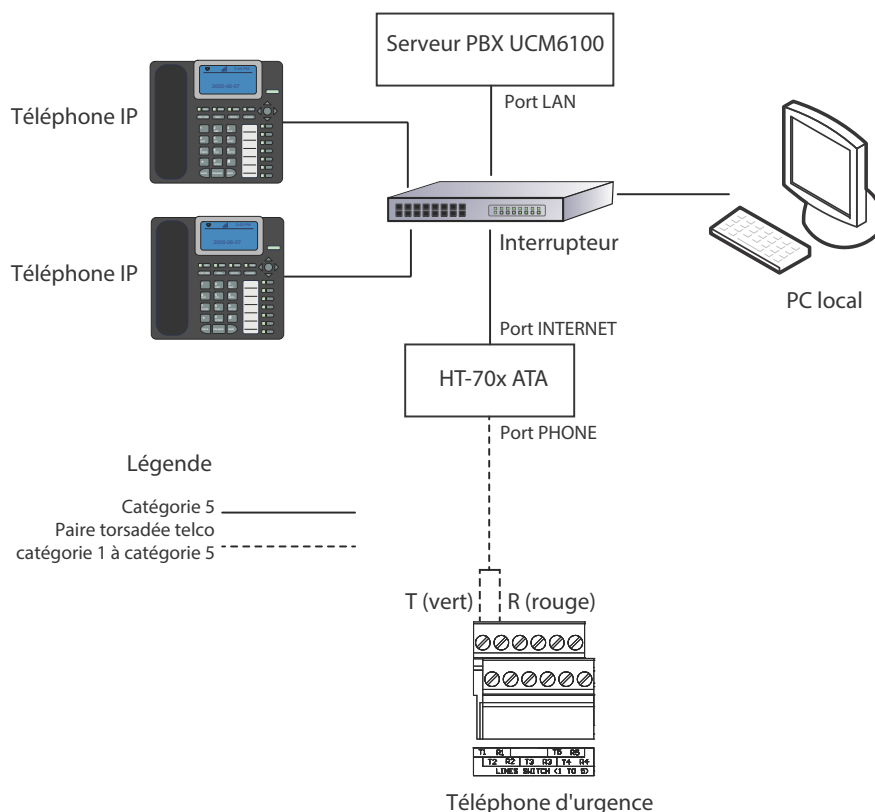 Serveur PBX UCM6100
Port LAN
Téléphone IP
Téléphone IP
Interrupteur
PC local
Port INTERNET
HT-70x ATA
Port PHONE
Légende
Catégorie 5
Paire torsadée telco
catégorie 1 à catégorie 5
T (vert)
R (rouge)
T1 R1 T5 R5
T2 R2 T3 R3 T4 R4
LINES SWITCH (1 TO 5)
Téléphone d'urgence